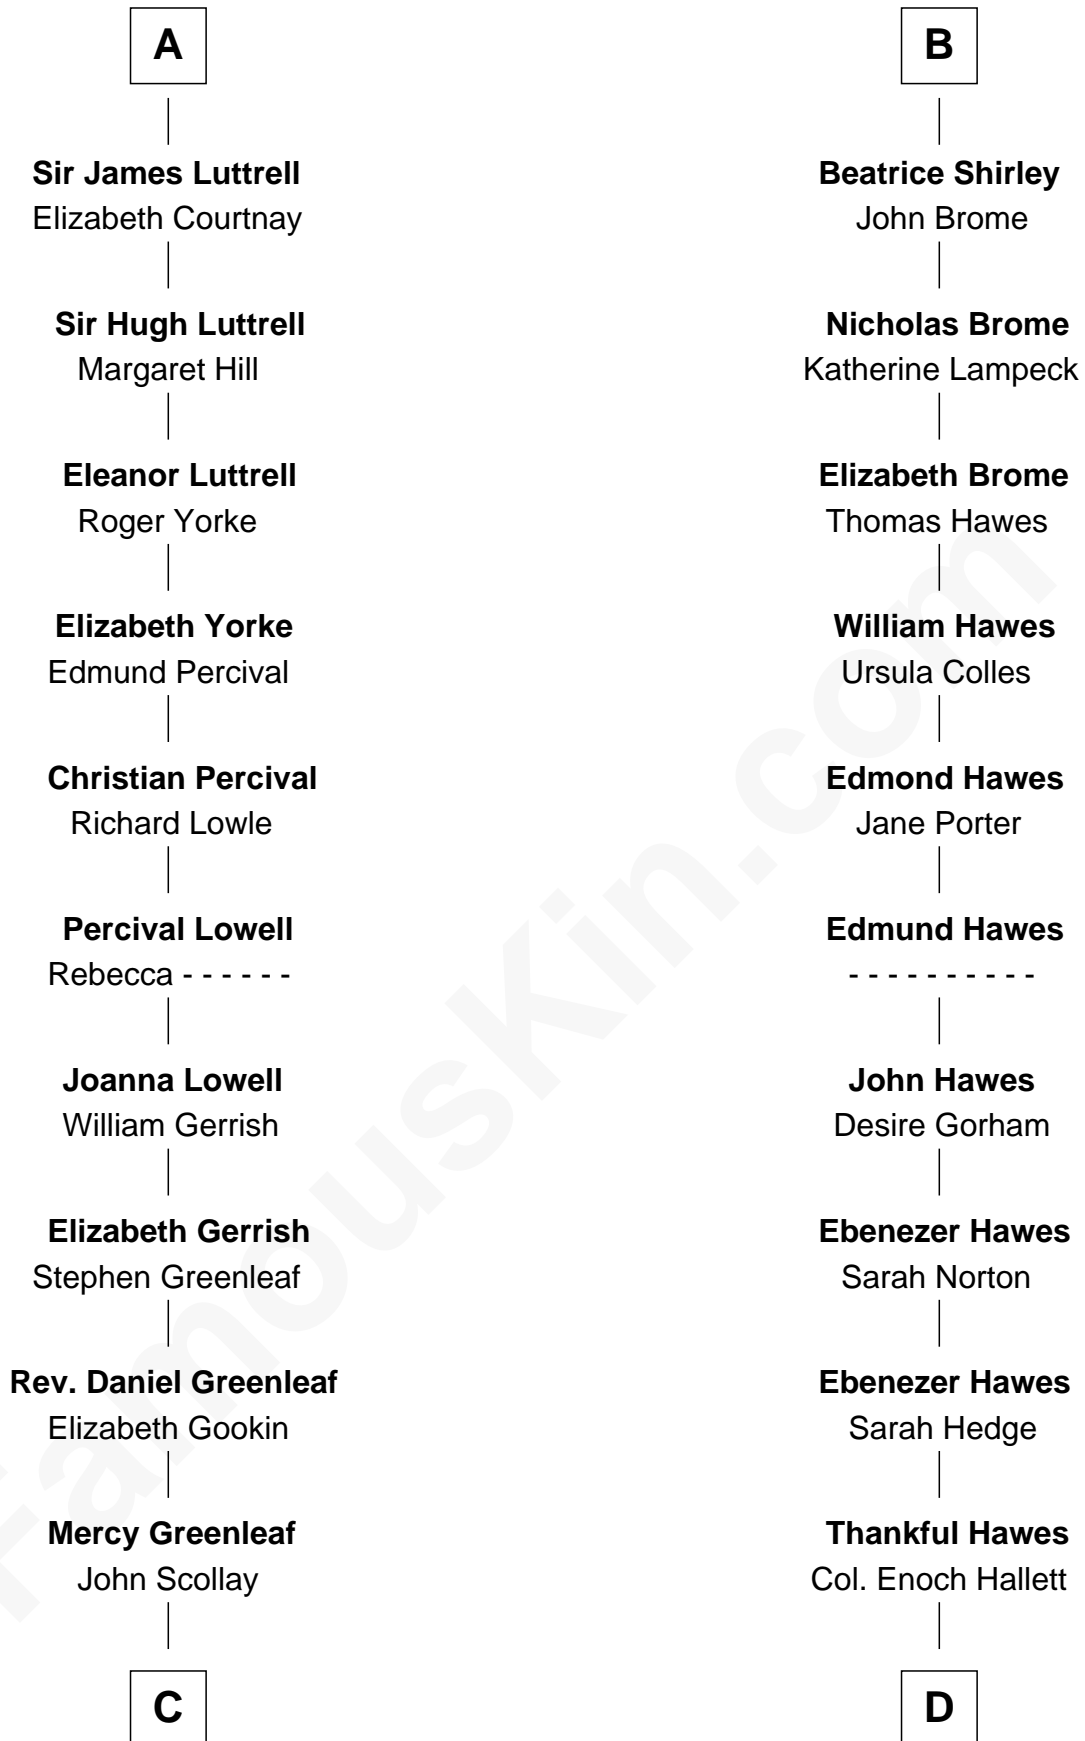 A
Sir James Luttrell
Elizabeth Courtnay
Sir Hugh Luttrell
Margaret Hill
Eleanor Luttrell
Roger Yorke
Elizabeth Yorke
Edmund Percival
Christian Percival
Richard Lowle
Percival Lowell
Rebecca - - - - - -
Joanna Lowell
William Gerrish
Elizabeth Gerrish
Stephen Greenleaf
Rev. Daniel Greenleaf
Elizabeth Gookin
Mercy Greenleaf
John Scollay
C
B
Beatrice Shirley
John Brome
Nicholas Brome
Katherine Lampeck
Elizabeth Brome
Thomas Hawes
William Hawes
Ursula Colles
Edmond Hawes
Jane Porter
Edmund Hawes
- - - - - - - - - -
John Hawes
Desire Gorham
Ebenezer Hawes
Sarah Norton
Ebenezer Hawes
Sarah Hedge
Thankful Hawes
Col. Enoch Hallett
D
FamousKin.com